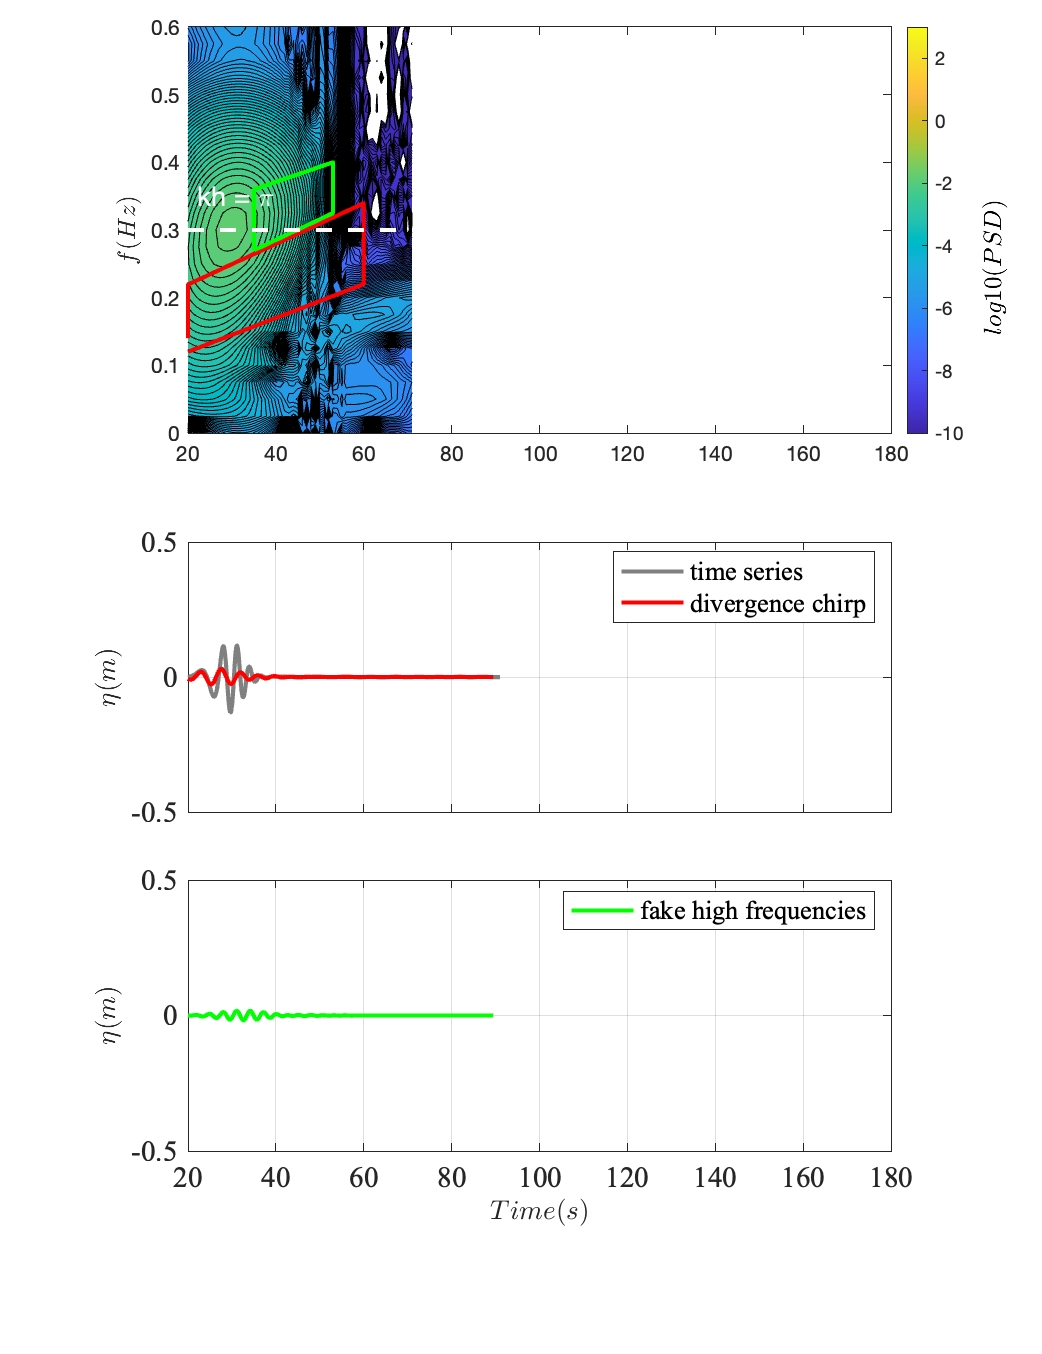 0.6
0.5
0.4
0.3
0.2
0.1
0
f(Hz)
kh = π
20 40 60 80 100 120 140 160 180
2
0
-2
-4
-6
-8
-10
log10(PSD)
0.5
0
-0.5
η(m)
time series
divergence chirp
0.5
0
-0.5
η(m)
fake high frequencies
20 40 60 80 100 120 140 160 180
Time(s)